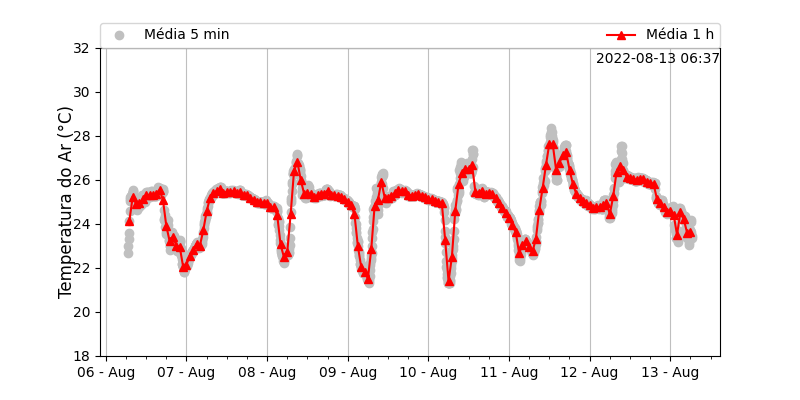 Média 5 min
Média 1 h
2022-08-13 06:37
Temperatura do Ar (°C)
32
30
28
26
24
22
20
18
06 - Aug
07 - Aug
08 - Aug
09 - Aug
10 - Aug
11 - Aug
12 - Aug
13 - Aug